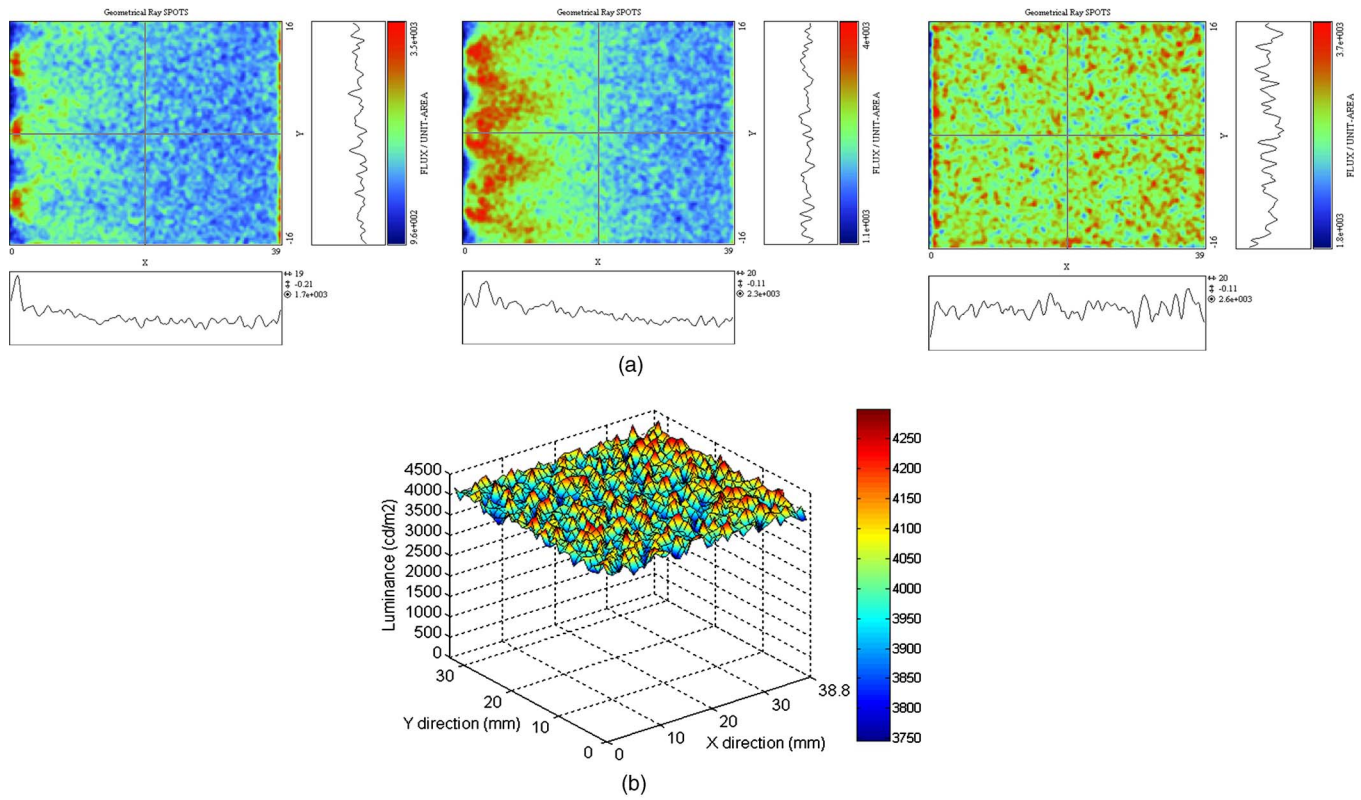 Geometrical Ray SPOTS
16
Y
-16
0
X
39
3.5e+003
FLUX / UNIT-AREA
9.6e+002
↔ 19
↕ -0.21
⊙ 1.7e+003
Geometrical Ray SPOTS
16
Y
-16
0
X
39
4e+003
FLUX / UNIT-AREA
1.1e+003
↔ 20
↕ -0.11
⊙ 2.3e+003
Geometrical Ray SPOTS
16
Y
-16
0
X
39
3.7e+003
FLUX / UNIT-AREA
1.8e+003
↔ 20
↕ -0.11
⊙ 2.6e+003
(a)
4500
4000
3500
3000
2500
2000
1500
1000
500
0
Luminance (cd/m2)
30
20
10
0
Y direction (mm)
0
10
20
30
38.8
X direction (mm)
4250
4200
4150
4100
4050
4000
3950
3900
3850
3800
3750
(b)